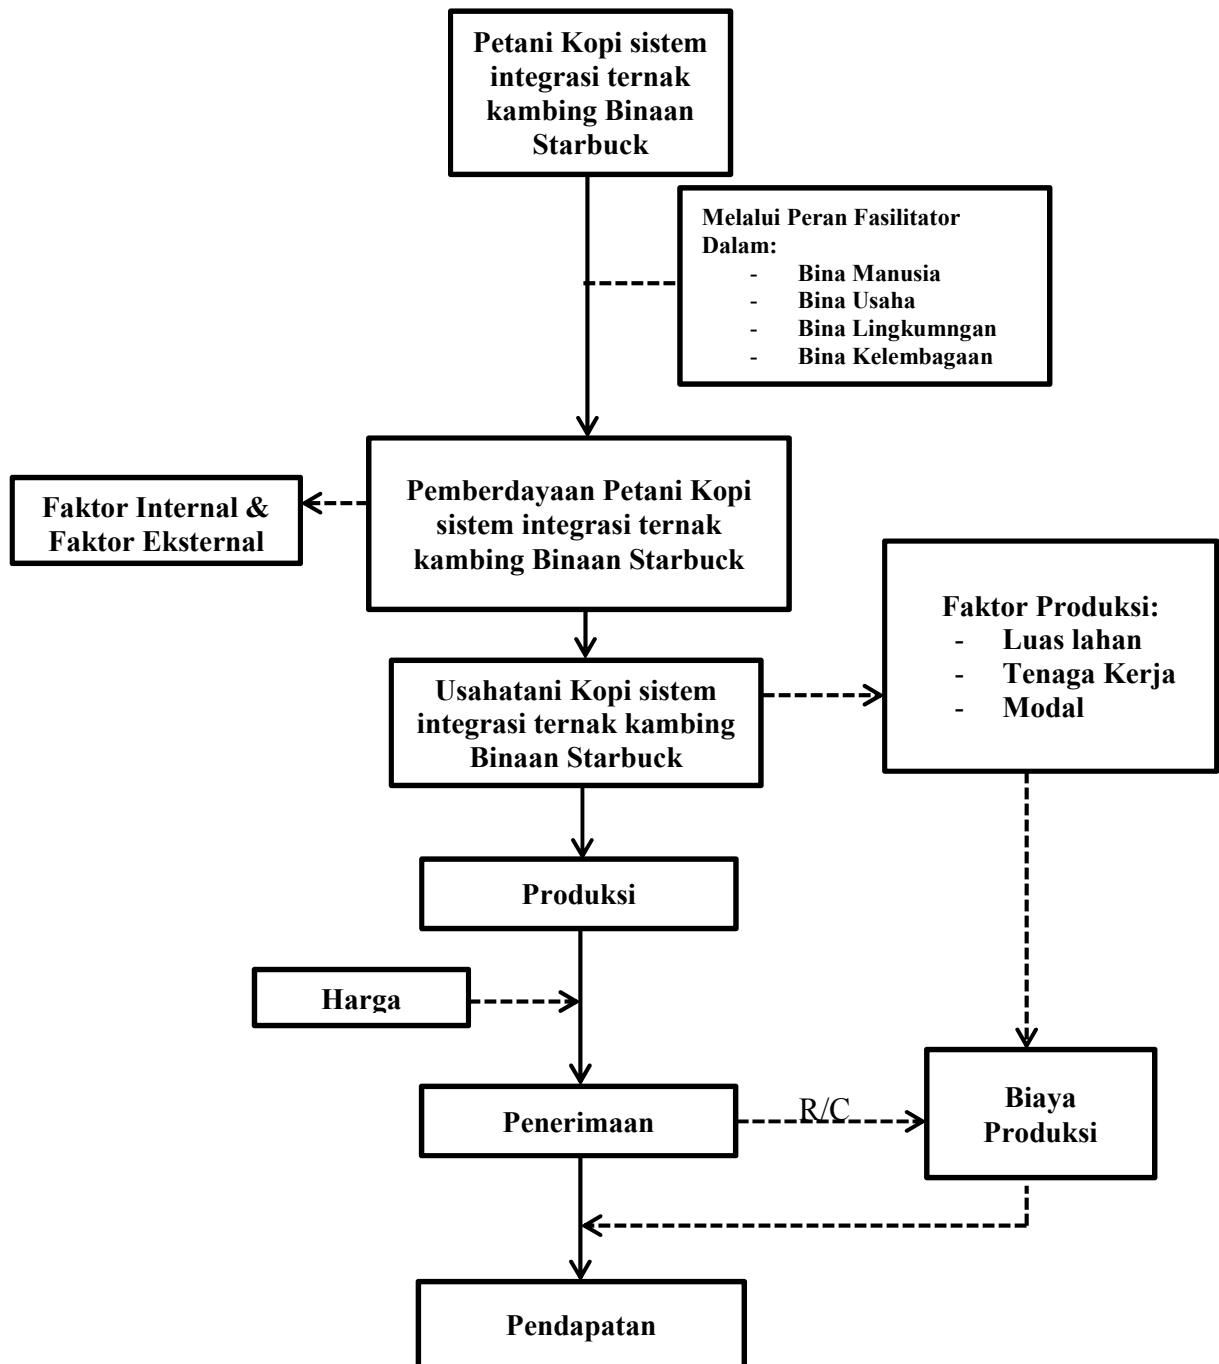 Petani Kopi sistem
integrasi ternak
kambing Binaan
Starbuck
Melalui Peran Fasilitator
Dalam:
- Bina Manusia
- Bina Usaha
- Bina Lingkumngan
- Bina Kelembagaan
Pemberdayaan Petani Kopi
sistem integrasi ternak
kambing Binaan Starbuck
Faktor Internal &
Faktor Eksternal
Faktor Produksi:
- Luas lahan
- Tenaga Kerja
- Modal
Usahatani Kopi sistem
integrasi ternak kambing
Binaan Starbuck
Produksi
Harga
Penerimaan
R/C
Biaya
Produksi
Pendapatan